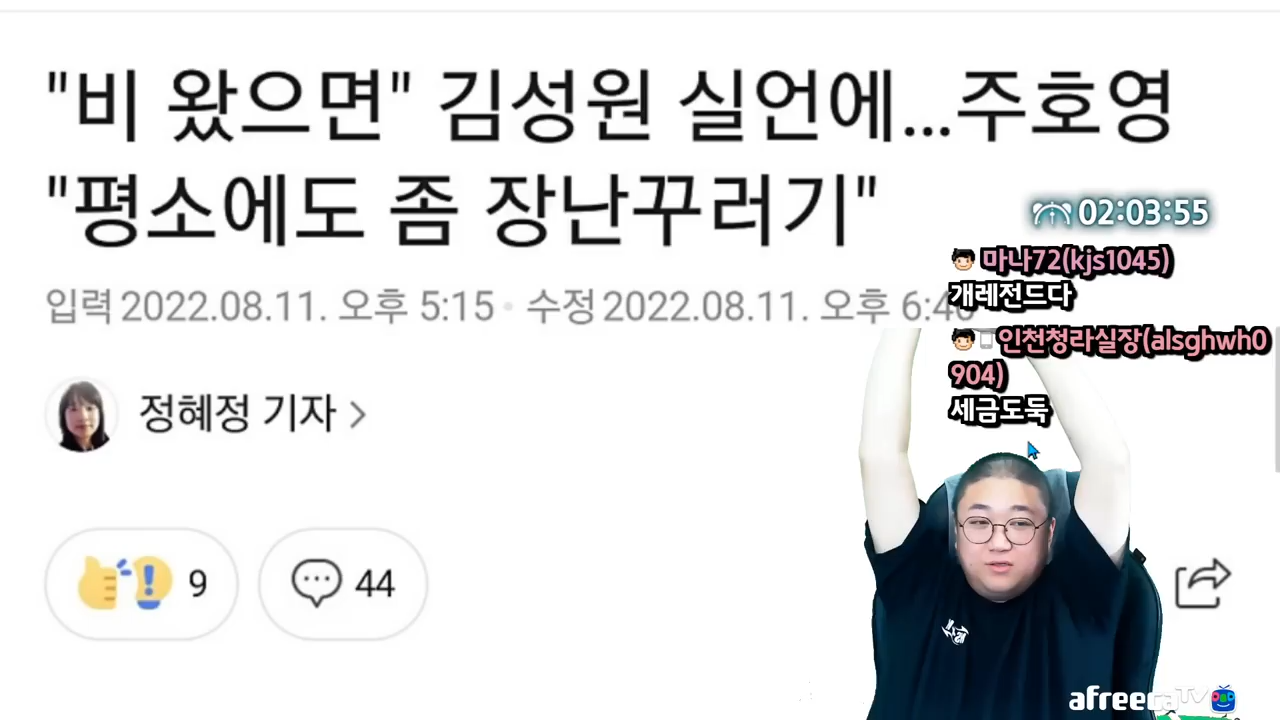 "비 왔으면" 김성원 실언에...주호영
"평소에도 좀 장난꾸러기"
02:03:55
마나72(kjs1045)
개레전드다
입력 2022.08.11. 오후 5:15 · 수정 2022.08.11. 오후 6:46
인천청라실장(alsghwh0
904)
세금도둑
정혜정 기자 >
9
44
afreecaTV